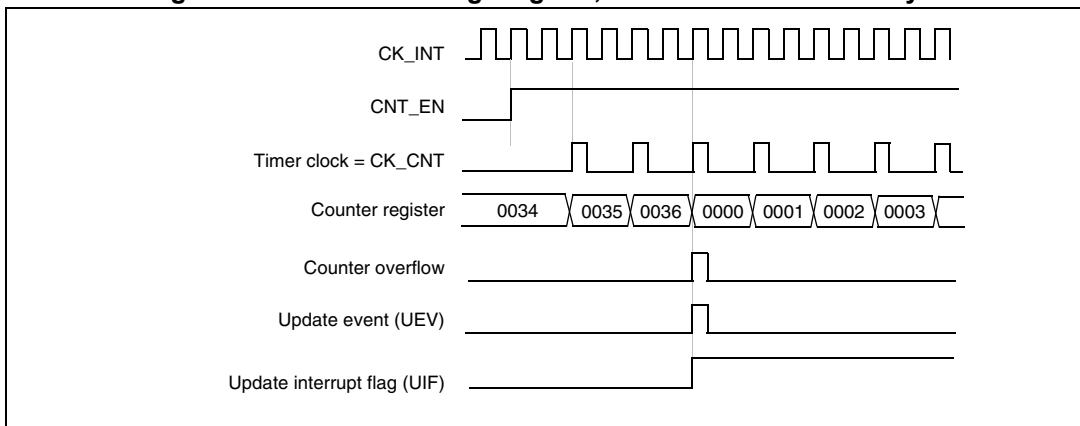 CK_INT
CNT_EN
Timer clock = CK_CNT
Counter register 0034 0035 0036 0000 0001 0002 0003
Counter overflow
Update event (UEV)
Update interrupt flag (UIF)